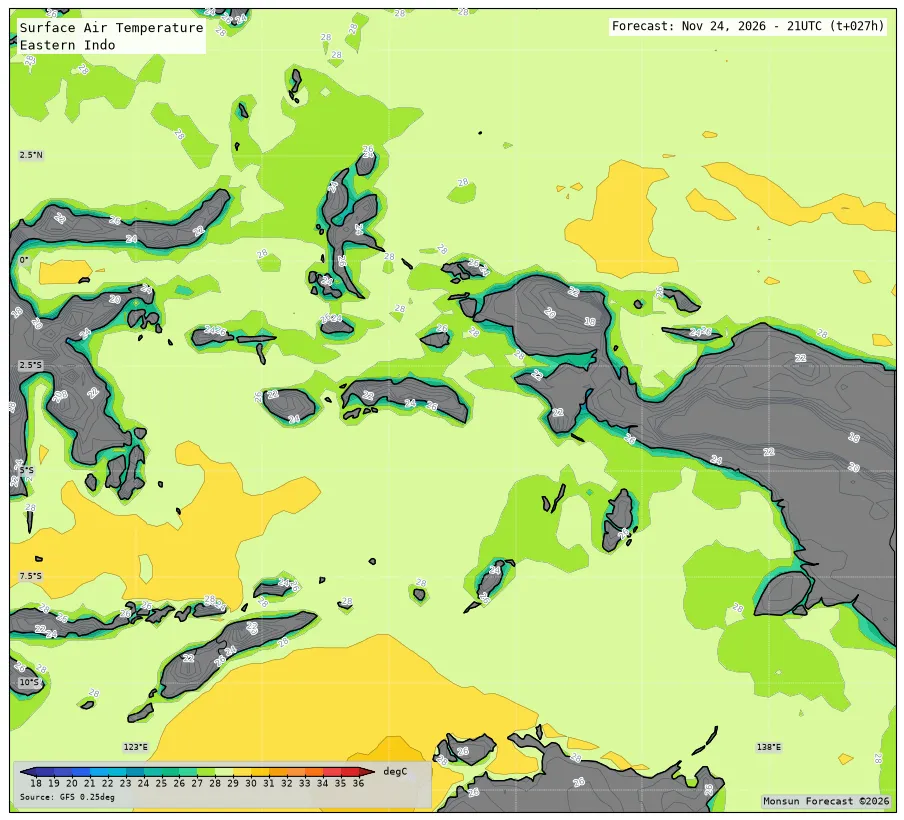 Surface Air Temperature
Eastern Indo
Forecast: Nov 24, 2026 - 21UTC (t+027h)
2.5°N
0°
2.5°S
5°S
7.5°S
10°S
123°E
138°E
degC
18 19 20 21 22 23 24 25 26 27 28 29 30 31 32 33 34 35 36
Source: GFS 0.25deg
Monsun Forecast ©2026